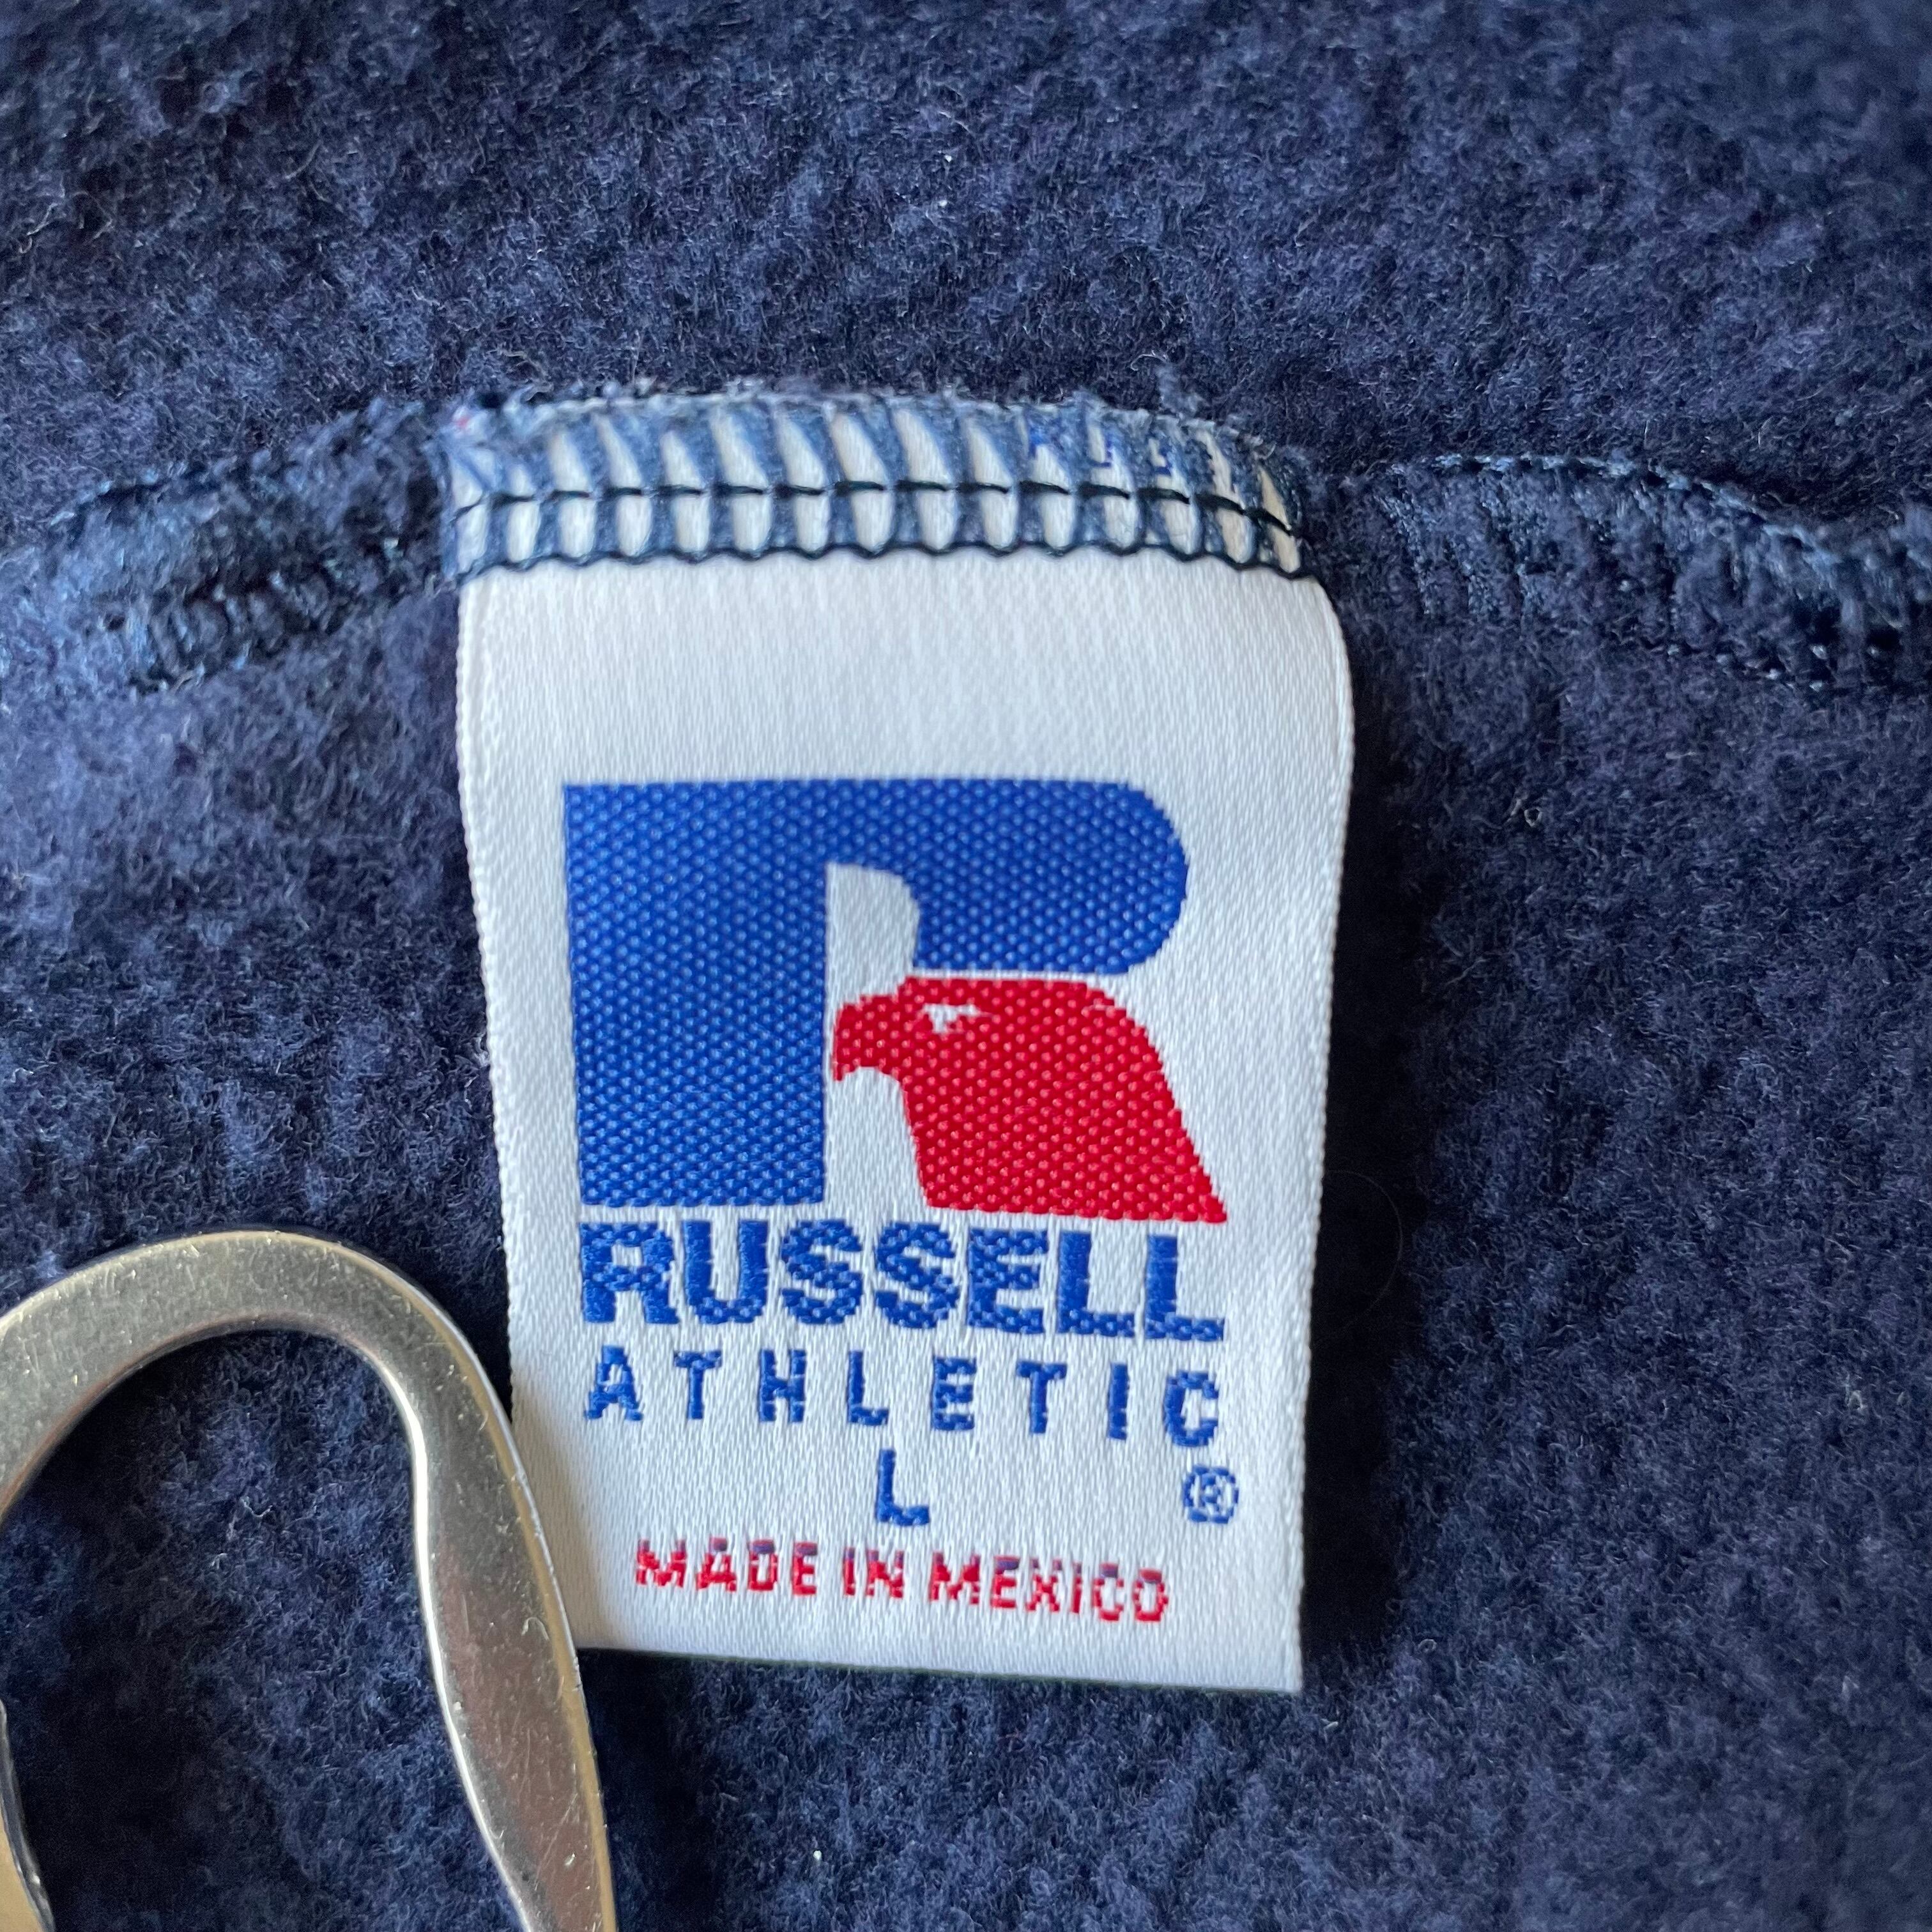 RUSSELL
ATHLETIC
L ®
MADE IN MEXICO